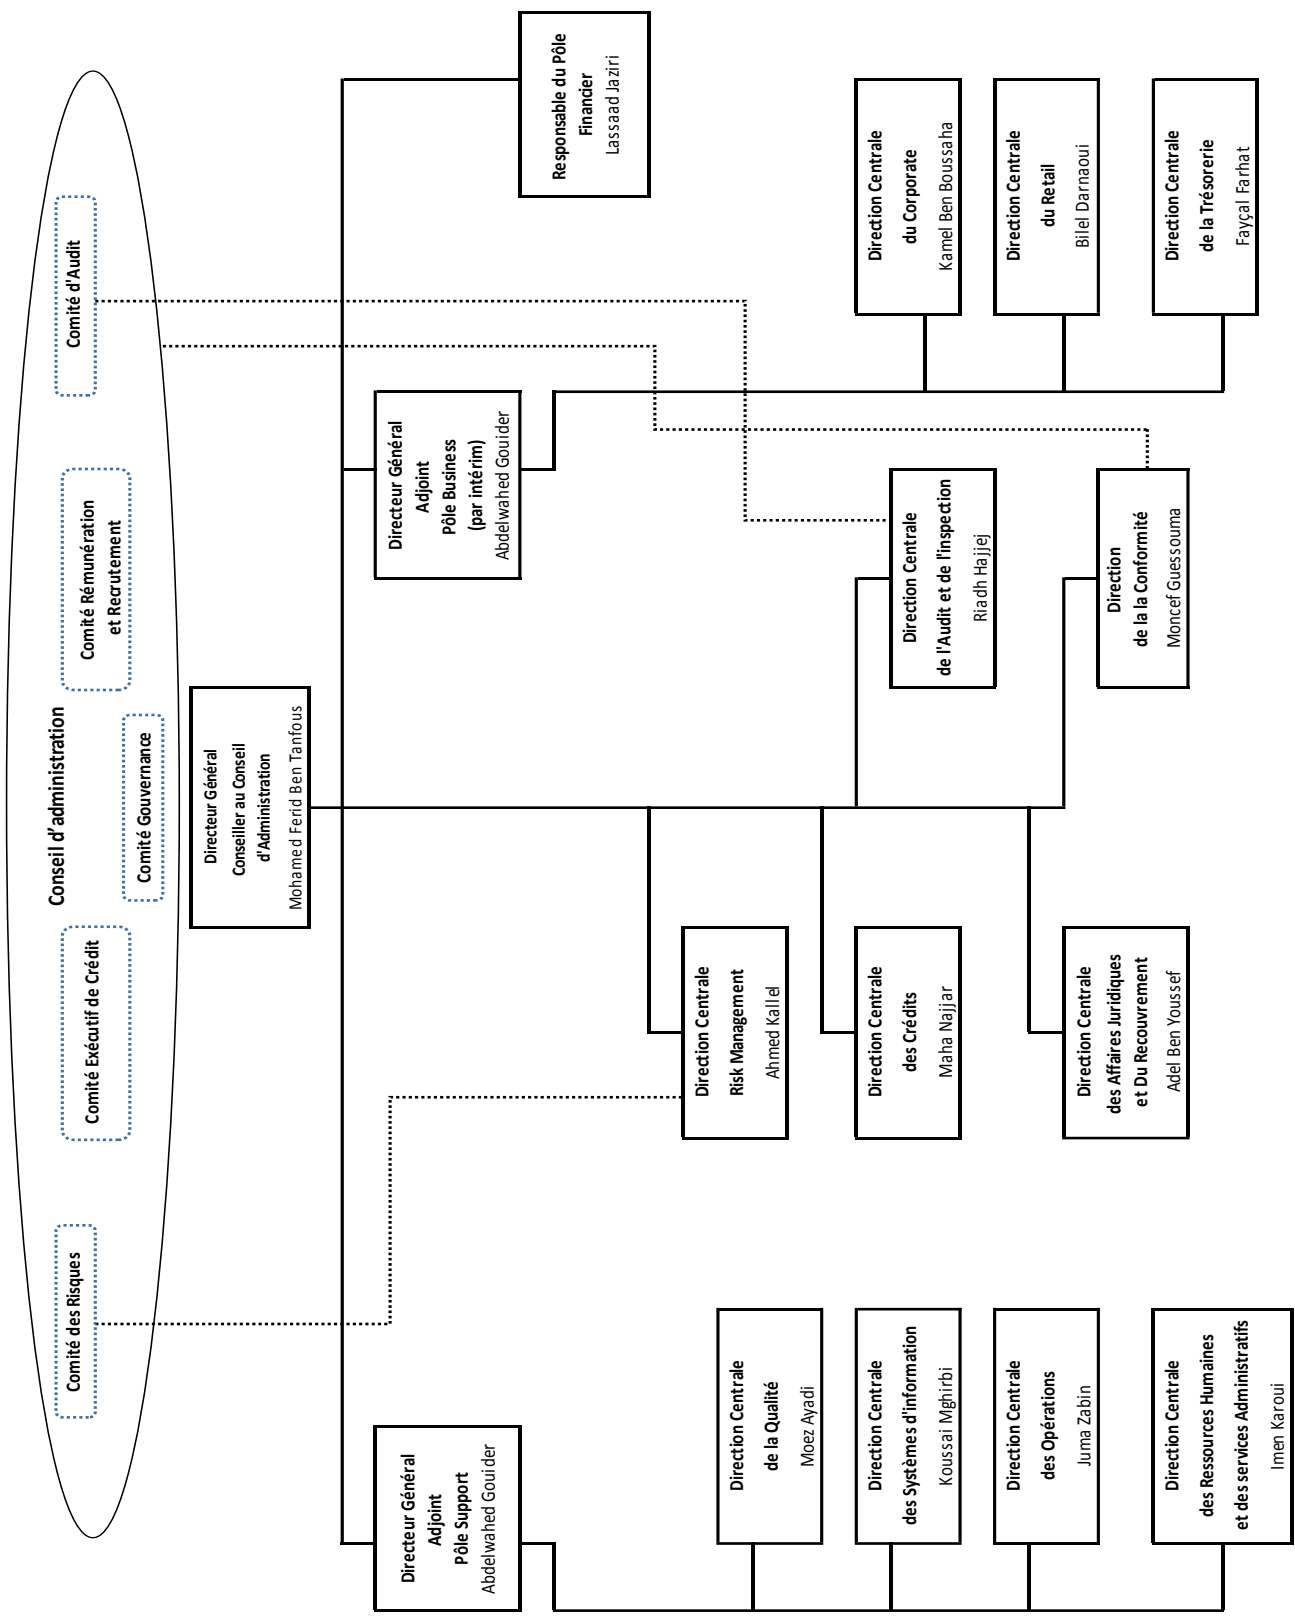 Conseil d'administration
Comité des Risques
Comité Exécutif de Crédit
Comité Gouvernance
Comité Rémunération
et Recrutement
Comité d'Audit
Directeur Général
Conseiller au Conseil
d'Administration
Mohamed Ferid Ben Tanfous
Directeur Général
Adjoint
Pôle Support
Abdelwahed Gouider
Directeur Général
Adjoint
Pôle Business
(par intérim)
Abdelwahed Gouider
Responsable du Pôle
Financier
Lassaad Jaziri
Direction Centrale
de la Qualité
Moez Ayadi
Direction Centrale
des Systèmes d'information
Koussai Mghirbi
Direction Centrale
des Opérations
Juma Zabin
Direction Centrale
des Ressources Humaines
et des services Administratifs
Imen Karoui
Direction Centrale
Risk Management
Ahmed Kallel
Direction Centrale
des Crédits
Maha Najjar
Direction Centrale
des Affaires Juridiques
et Du Recouvrement
Adel Ben Youssef
Direction Centrale
de l'Audit et de l'inspection
Riadh Hajjej
Direction
de la la Conformité
Moncef Guessouma
Direction Centrale
du Corporate
Kamel Ben Boussaha
Direction Centrale
du Retail
Bilel Darnaoui
Direction Centrale
de la Trésorerie
Fayçal Farhat